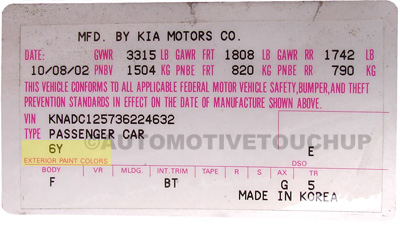 MFD. BY KIA MOTORS CO.
DATE: GVWR 3315 LB GAWR FRT 1808 LB GAWR RR 1742 LB
10/08/02 PNBV 1504 KG PNBE FRT 820 KG PNBE RR 790 KG
THIS VEHICLE CONFORMS TO ALL APPLICABLE FEDERAL MOTOR VEHICLE SAFETY,BUMPER,AND THEFT
PREVENTION STANDARDS IN EFFECT ON THE DATE OF MANUFACTURE SHOWN ABOVE.
VIN KNADC125736224632
TYPE PASSENGER CAR
6Y E
©AUTOMOTIVETOUCHUP
EXTERIOR PAINT COLORS DSO
BODY VR MLDG. INT.TRIM TAPE R S AX TR
F BT G 5
MADE IN KOREA